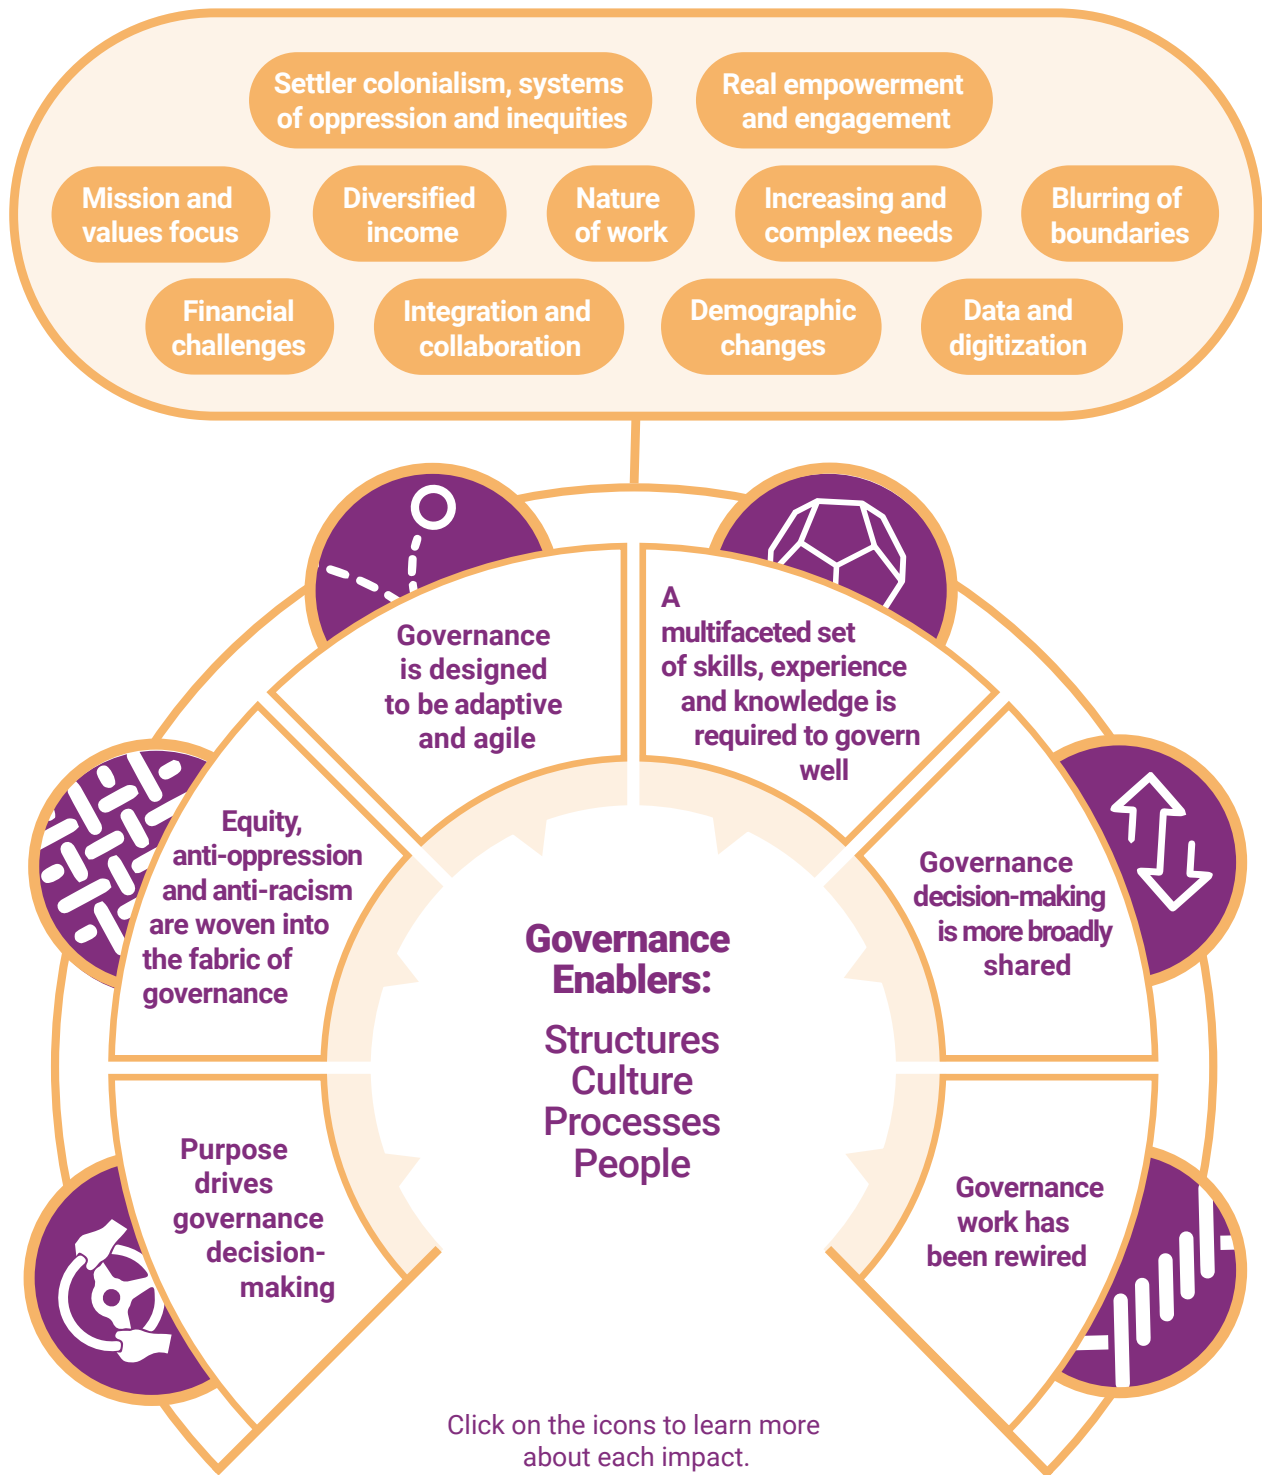 Settler colonialism, systems
of oppression and inequities
Real empowerment
and engagement
Mission and
values focus
Diversified
income
Nature
of work
Increasing and
complex needs
Blurring of
boundaries
Financial
challenges
Integration and
collaboration
Demographic
changes
Data and
digitization
Governance
is designed
to be adaptive
and agile
A
multifaceted set
of skills, experience
and knowledge is
required to govern
well
Equity,
anti-oppression
and anti-racism
are woven into
the fabric of
governance
Governance
decision-making
is more broadly
shared
Governance
Enablers:
Structures
Culture
Processes
People
Purpose
drives
governance
decision-
making
Governance
work has
been rewired
Click on the icons to learn more
about each impact.